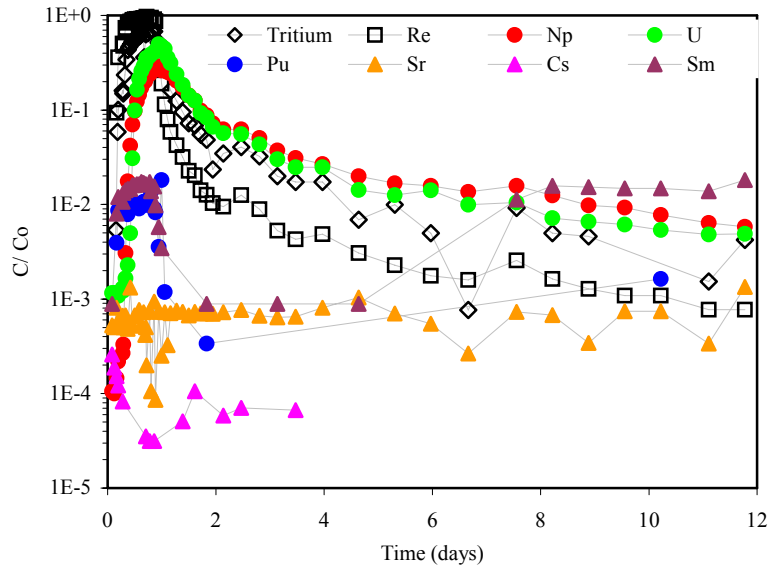 1E+0
1E-1
1E-2
1E-3
1E-4
1E-5
C/ Co
Tritium Re Np U
Pu Sr Cs Sm
0 2 4 6 8 10 12
Time (days)